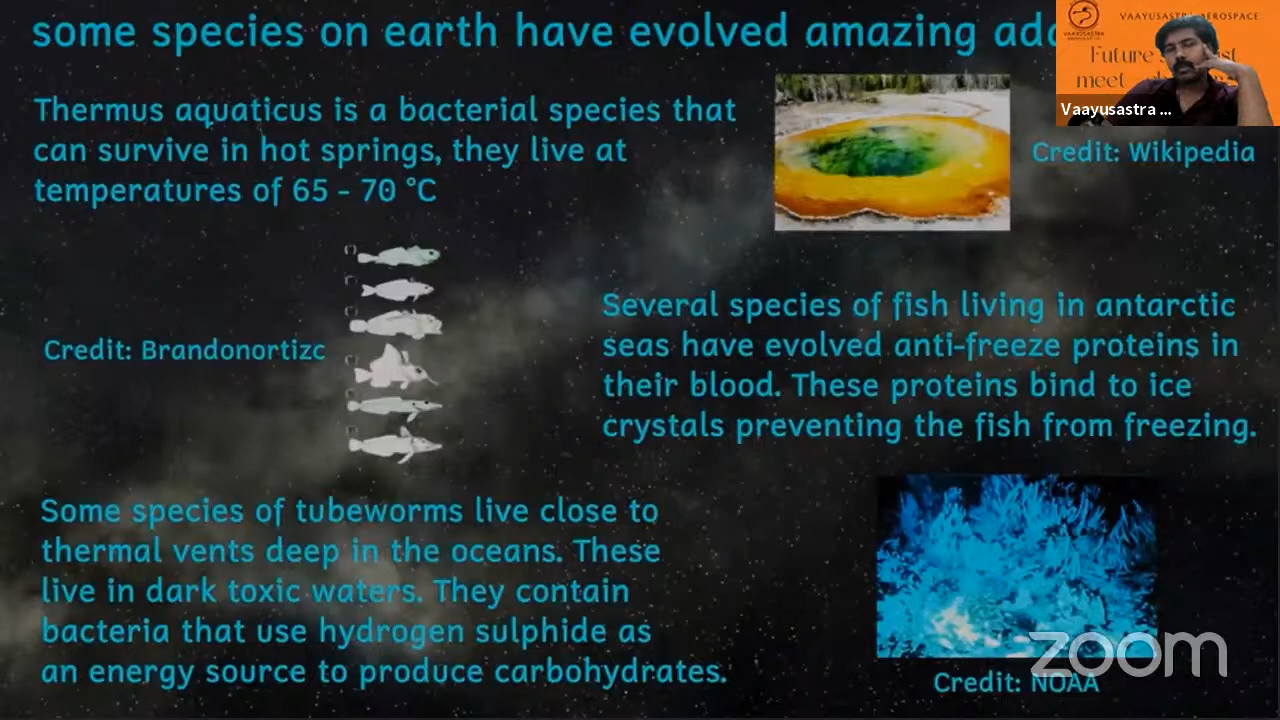 some species on earth have evolved amazing
VAAYUSASTRA AEROSPACE
VAAYUSASTRA
Future
meet
Vaayusastra ...
Thermus aquaticus is a bacterial species that
can survive in hot springs, they live at
temperatures of 65 - 70 °C
Credit: Wikipedia
Several species of fish living in antarctic
seas have evolved anti-freeze proteins in
their blood. These proteins bind to ice
crystals preventing the fish from freezing.
Credit: Brandonortizc
Some species of tubeworms live close to
thermal vents deep in the oceans. These
live in dark toxic waters. They contain
bacteria that use hydrogen sulphide as
an energy source to produce carbohydrates.
zoom
Credit: NOAA